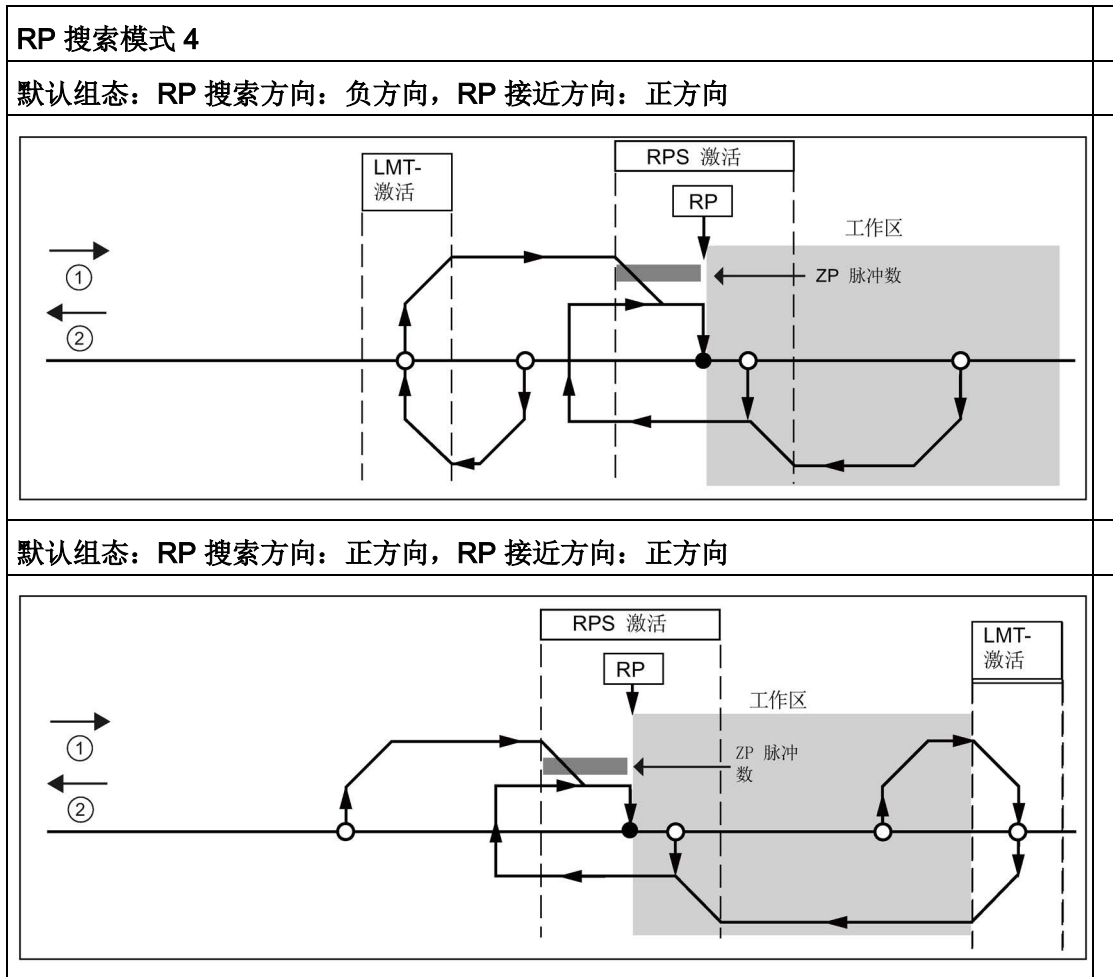 RP 搜索模式 4
默认组态：RP 搜索方向：负方向，RP 接近方向：正方向
LMT-
激活
RPS 激活
RP
工作区
①
ZP 脉冲数
②
默认组态：RP 搜索方向：正方向，RP 接近方向：正方向
RPS 激活
LMT-
激活
RP
工作区
①
ZP 脉冲
数
②